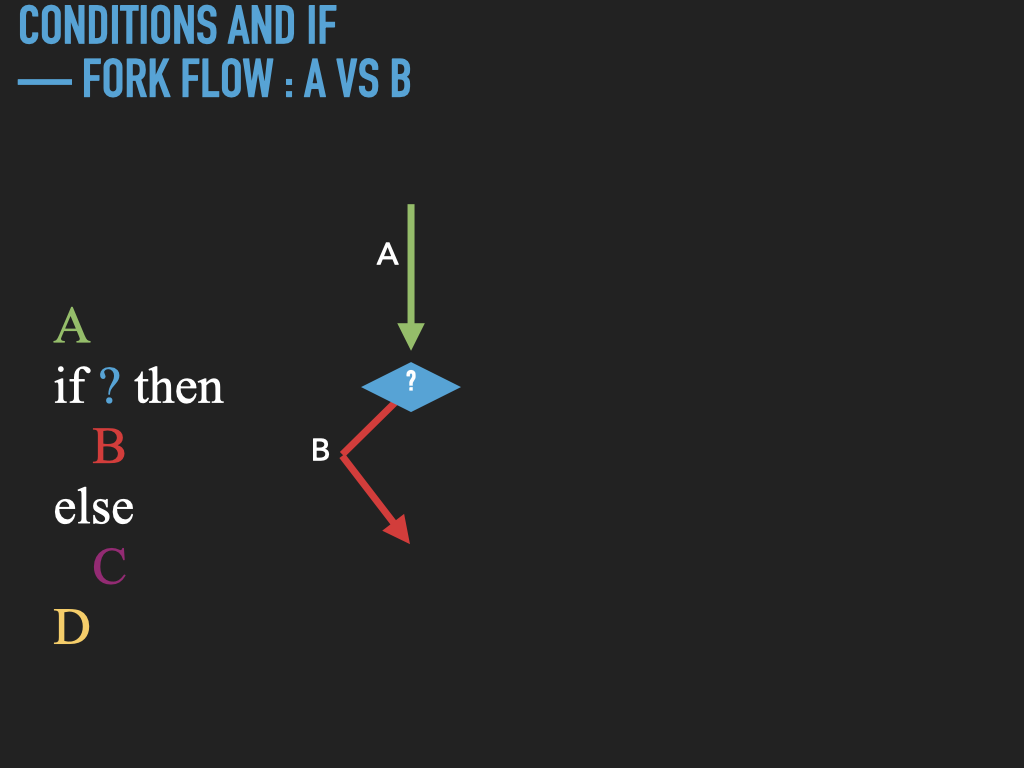 CONDITIONS AND IF
— FORK FLOW : A VS B
A
if ? then
B
else
C
D
A
?
B